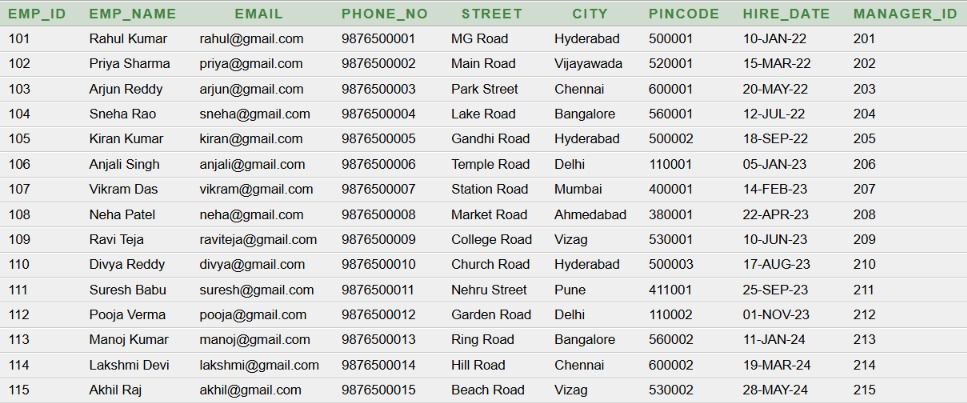 EMP_ID EMP_NAME EMAIL PHONE_NO STREET CITY PINCODE HIRE_DATE MANAGER_ID
101 Rahul Kumar rahul@gmail.com 9876500001 MG Road Hyderabad 500001 10-JAN-22 201
102 Priya Sharma priya@gmail.com 9876500002 Main Road Vijayawada 520001 15-MAR-22 202
103 Arjun Reddy arjun@gmail.com 9876500003 Park Street Chennai 600001 20-MAY-22 203
104 Sneha Rao sneha@gmail.com 9876500004 Lake Road Bangalore 560001 12-JUL-22 204
105 Kiran Kumar kiran@gmail.com 9876500005 Gandhi Road Hyderabad 500002 18-SEP-22 205
106 Anjali Singh anjali@gmail.com 9876500006 Temple Road Delhi 110001 05-JAN-23 206
107 Vikram Das vikram@gmail.com 9876500007 Station Road Mumbai 400001 14-FEB-23 207
108 Neha Patel neha@gmail.com 9876500008 Market Road Ahmedabad 380001 22-APR-23 208
109 Ravi Teja raviteja@gmail.com 9876500009 College Road Vizag 530001 10-JUN-23 209
110 Divya Reddy divya@gmail.com 9876500010 Church Road Hyderabad 500003 17-AUG-23 210
111 Suresh Babu suresh@gmail.com 9876500011 Nehru Street Pune 411001 25-SEP-23 211
112 Pooja Verma pooja@gmail.com 9876500012 Garden Road Delhi 110002 01-NOV-23 212
113 Manoj Kumar manoj@gmail.com 9876500013 Ring Road Bangalore 560002 11-JAN-24 213
114 Lakshmi Devi lakshmi@gmail.com 9876500014 Hill Road Chennai 600002 19-MAR-24 214
115 Akhil Raj akhil@gmail.com 9876500015 Beach Road Vizag 530002 28-MAY-24 215